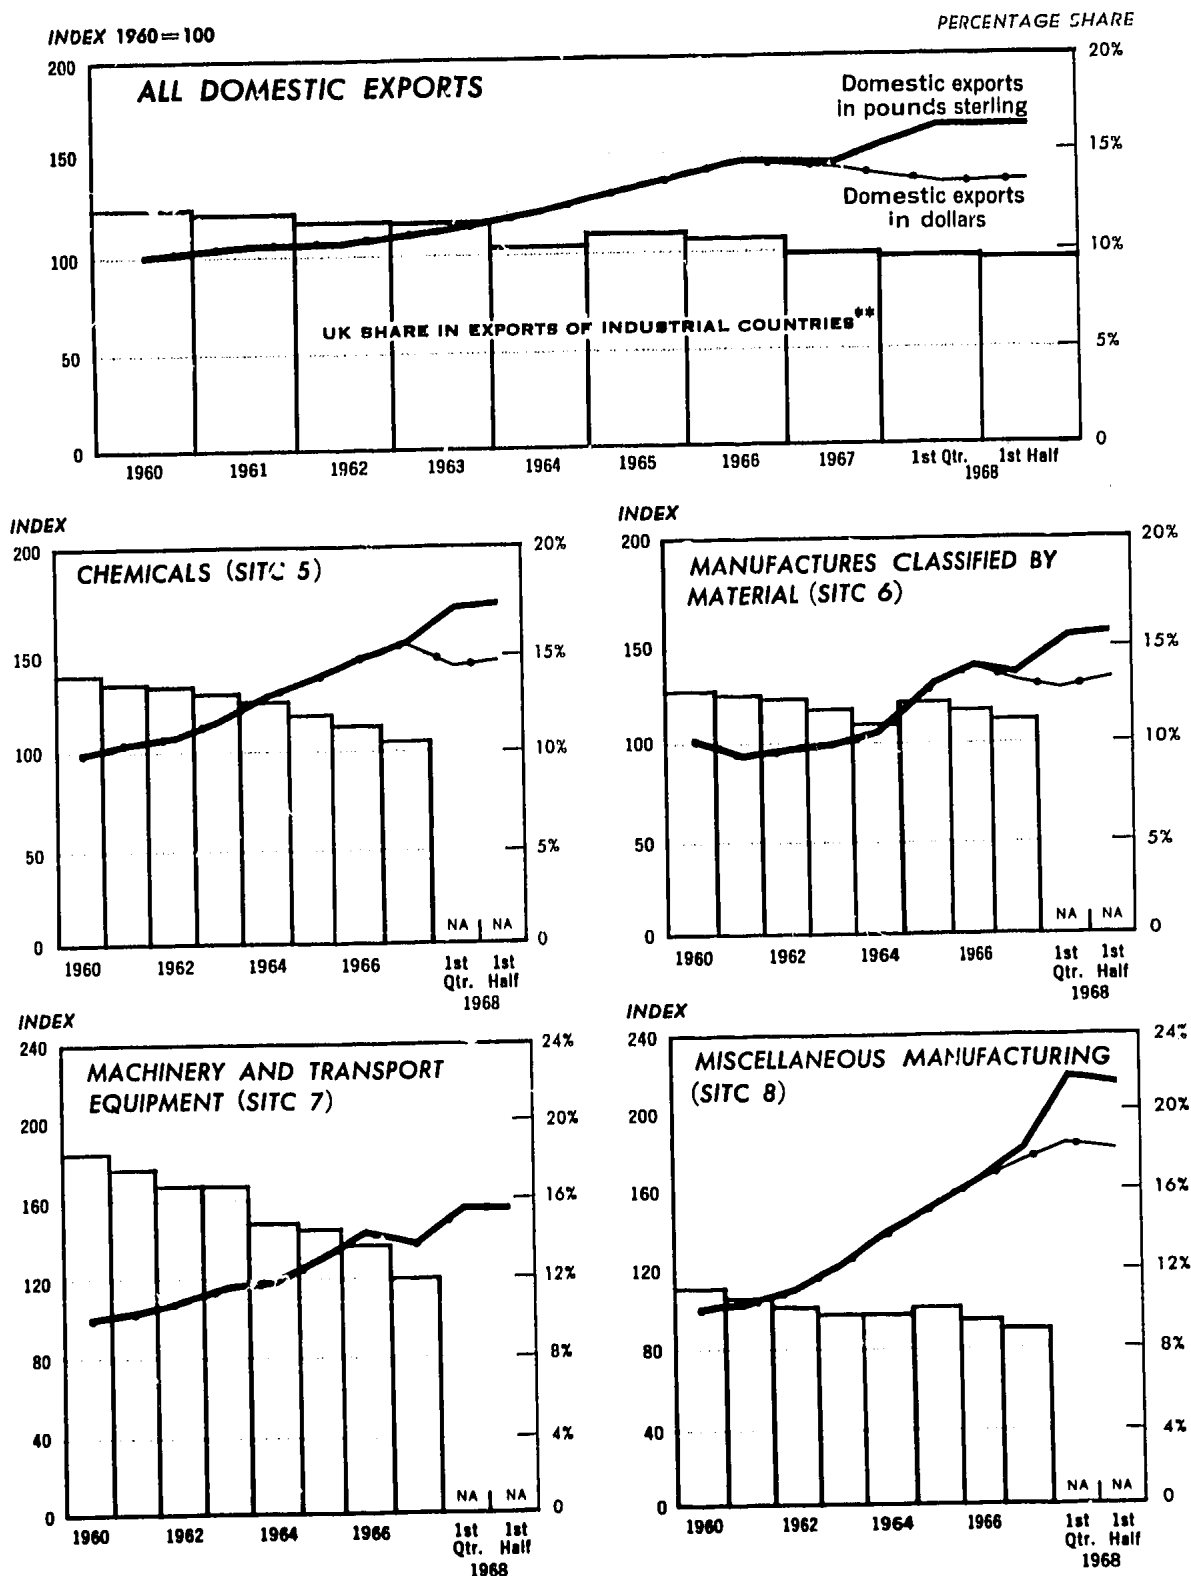 INDEX 1960=100
PERCENTAGE SHARE
200
20%
ALL DOMESTIC EXPORTS
Domestic exports
in pounds sterling
150
15%
Domestic exports
in dollars
100
10%
UK SHARE IN EXPORTS OF INDUSTRIAL COUNTRIES**
50
5%
0
0
1960 1961 1962 1963 1964 1965 1966 1967 1st Qtr. 1st Half
1968
INDEX
200
20%
CHEMICALS (SITC 5)
150
15%
100
10%
50
5%
NA NA
0
0
1960 1962 1964 1966 1st 1st
Qtr. Half
1968
INDEX
200
20%
MANUFACTURES CLASSIFIED BY
MATERIAL (SITC 6)
150
15%
100
10%
50
5%
NA NA
0
0
1960 1962 1964 1966 1st 1st
Qtr. Half
1968
INDEX
240
24%
MACHINERY AND TRANSPORT
EQUIPMENT (SITC 7)
200
20%
160
16%
120
12%
80
8%
40
4%
NA NA
0
0
1960 1962 1964 1966 1st 1st
Qtr. Half
1968
INDEX
240
24%
MISCELLANEOUS MANUFACTURING
(SITC 8)
200
20%
160
16%
120
12%
80
8%
40
4%
NA NA
0
0
1960 1962 1964 1966 1st 1st
Qtr. Half
1968